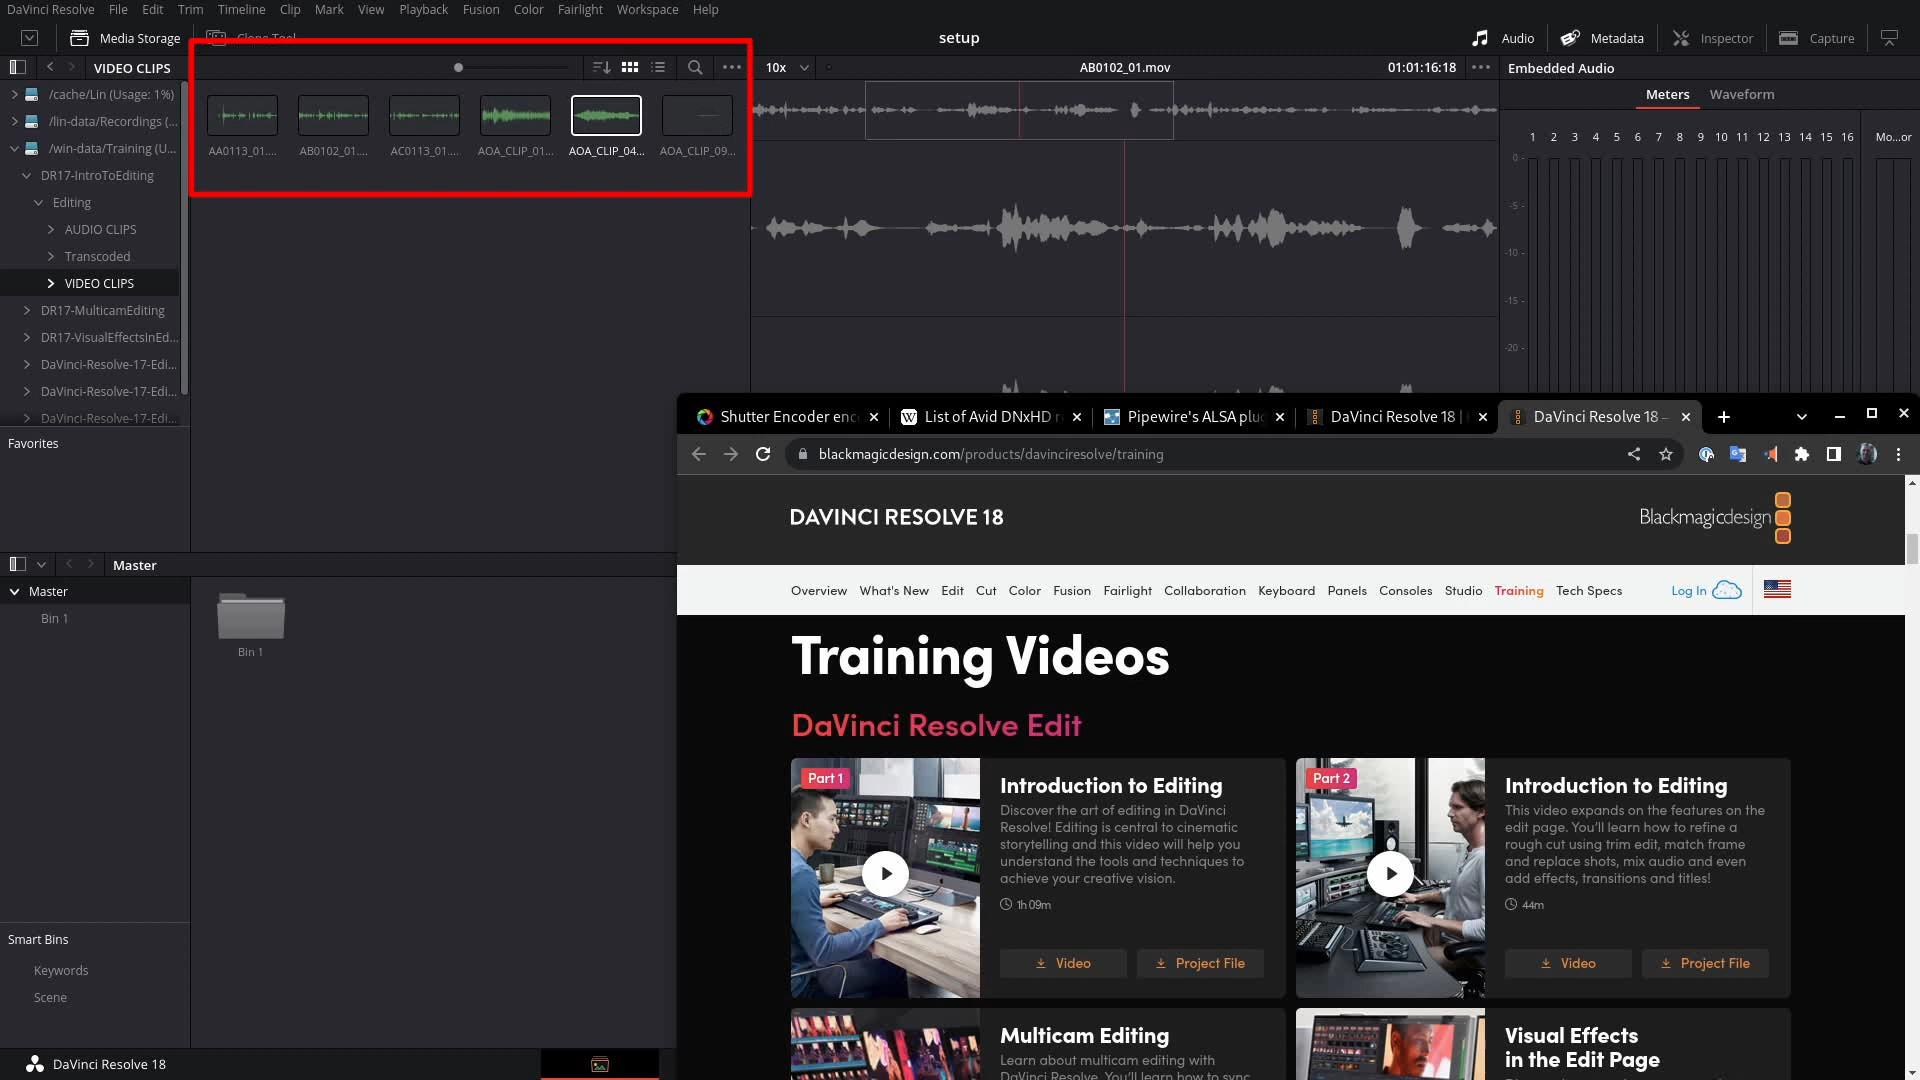 DaVinci Resolve File Edit Trim Timeline Clip Mark View Playback Fusion Color Fairlight Workspace Help
Media Storage
Clone Tool
setup
Audio
Metadata
Inspector
Capture
VIDEO CLIPS
10x
AB0102_01.mov
01:01:16:18
Embedded Audio
Meters
Waveform
/cache/Lin (Usage: 1%)
/lin-data/Recordings (...
/win-data/Training (U...
DR17-IntroToEditing
Editing
AUDIO CLIPS
Transcoded
VIDEO CLIPS
DR17-MulticamEditing
DR17-VisualEffectsInEd...
DaVinci-Resolve-17-Edi...
DaVinci-Resolve-17-Edi...
DaVinci-Resolve-17-Edi...
AA0113_01....
AB0102_01....
AC0113_01....
AOA_CLIP_01...
AOA_CLIP_04...
AOA_CLIP_09...
1 2 3 4 5 6 7 8 9 10 11 12 13 14 15 16 Mo...or
0
-5
-10
-15
-20
Favorites
Master
Master
Bin 1
Bin 1
Smart Bins
Keywords
Scene
DaVinci Resolve 18
Shutter Encoder enc
List of Avid DNxHD r
Pipewire's ALSA plug
DaVinci Resolve 18 |
DaVinci Resolve 18 –
blackmagicdesign.com/products/davinciresolve/training
DAVINCI RESOLVE 18
Blackmagicdesign
Overview What's New Edit Cut Color Fusion Fairlight Collaboration Keyboard Panels Consoles Studio Training Tech Specs
Log In
Training Videos
DaVinci Resolve Edit
Part 1
Introduction to Editing
Discover the art of editing in DaVinci
Resolve! Editing is central to cinematic
storytelling and this video will help you
understand the tools and techniques to
achieve your creative vision.
1h 09m
Video
Project File
Part 2
Introduction to Editing
This video expands on the features on the
edit page. You'll learn how to refine a
rough cut using trim edit, match frame
and replace shots, mix audio and even
add effects, transitions and titles!
44m
Video
Project File
Multicam Editing
Learn about multicam editing with
DaVinci Resolve. You'll learn how to sync
Visual Effects
in the Edit Page